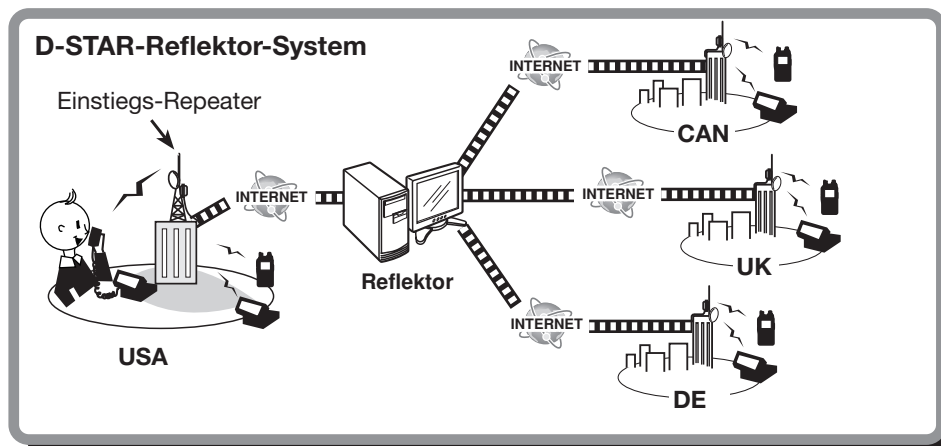 D-STAR-Reflektor-System
Einstiegs-Repeater
INTERNET
USA
Reflektor
INTERNET
CAN
INTERNET
UK
INTERNET
DE